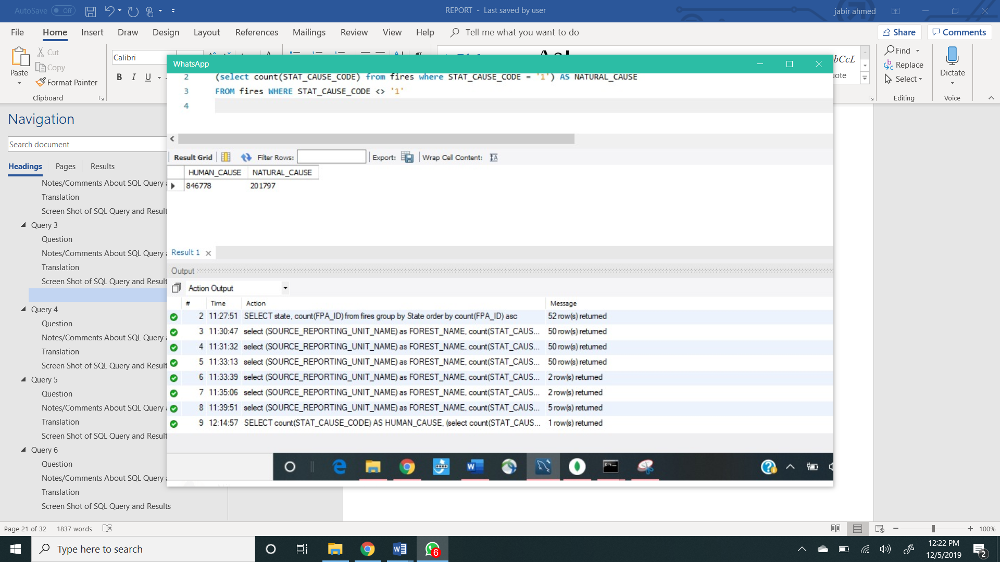 AutoSave Off
REPORT - Last saved by user
jabir ahmed
File Home Insert Draw Design Layout References Mailings Review View Help Tell me what you want to do
Share Comments
Paste
Cut
Copy
Format Painter
Clipboard
Calibri
B I U
Find
Replace
Select
Editing
Dictate
Voice
Navigation
Search document
Headings Pages Results
Notes/Comments About SQL Query
Translation
Screen Shot of SQL Query and Result
Query 3
Question
Notes/Comments About SQL Query
Translation
Screen Shot of SQL Query and Result
Query 4
Question
Notes/Comments About SQL Query
Translation
Screen Shot of SQL Query and Result
Query 5
Question
Notes/Comments About SQL Query
Translation
Screen Shot of SQL Query and Result
Query 6
Question
Notes/Comments About SQL Query
Translation
Screen Shot of SQL Query and Results
WhatsApp
2 (select count(STAT_CAUSE_CODE) from fires where STAT_CAUSE_CODE = '1') AS NATURAL_CAUSE
3 FROM fires WHERE STAT_CAUSE_CODE <> '1'
4
Result Grid Filter Rows: Export: Wrap Cell Content:
HUMAN_CAUSE NATURAL_CAUSE
846778 201797
Result 1
Output
Action Output
# Time Action Message
2 11:27:51 SELECT state, count(FPA_ID) from fires group by State order by count(FPA_ID) asc 52 row(s) returned
3 11:30:47 select (SOURCE_REPORTING_UNIT_NAME) as FOREST_NAME, count(STAT_CAUS... 50 row(s) returned
4 11:31:32 select (SOURCE_REPORTING_UNIT_NAME) as FOREST_NAME, count(STAT_CAUS... 50 row(s) returned
5 11:33:13 select (SOURCE_REPORTING_UNIT_NAME) as FOREST_NAME, count(STAT_CAUS... 50 row(s) returned
6 11:33:39 select (SOURCE_REPORTING_UNIT_NAME) as FOREST_NAME, count(STAT_CAUS... 2 row(s) returned
7 11:35:06 select (SOURCE_REPORTING_UNIT_NAME) as FOREST_NAME, count(STAT_CAUS... 2 row(s) returned
8 11:39:51 select (SOURCE_REPORTING_UNIT_NAME) as FOREST_NAME, count(STAT_CAUS... 5 row(s) returned
9 12:14:57 SELECT count(STAT_CAUSE_CODE) AS HUMAN_CAUSE, (select count(STAT_CAUS... 1 row(s) returned
Page 21 of 32 1837 words
100%
Type here to search
6
12:22 PM
12/5/2019
2